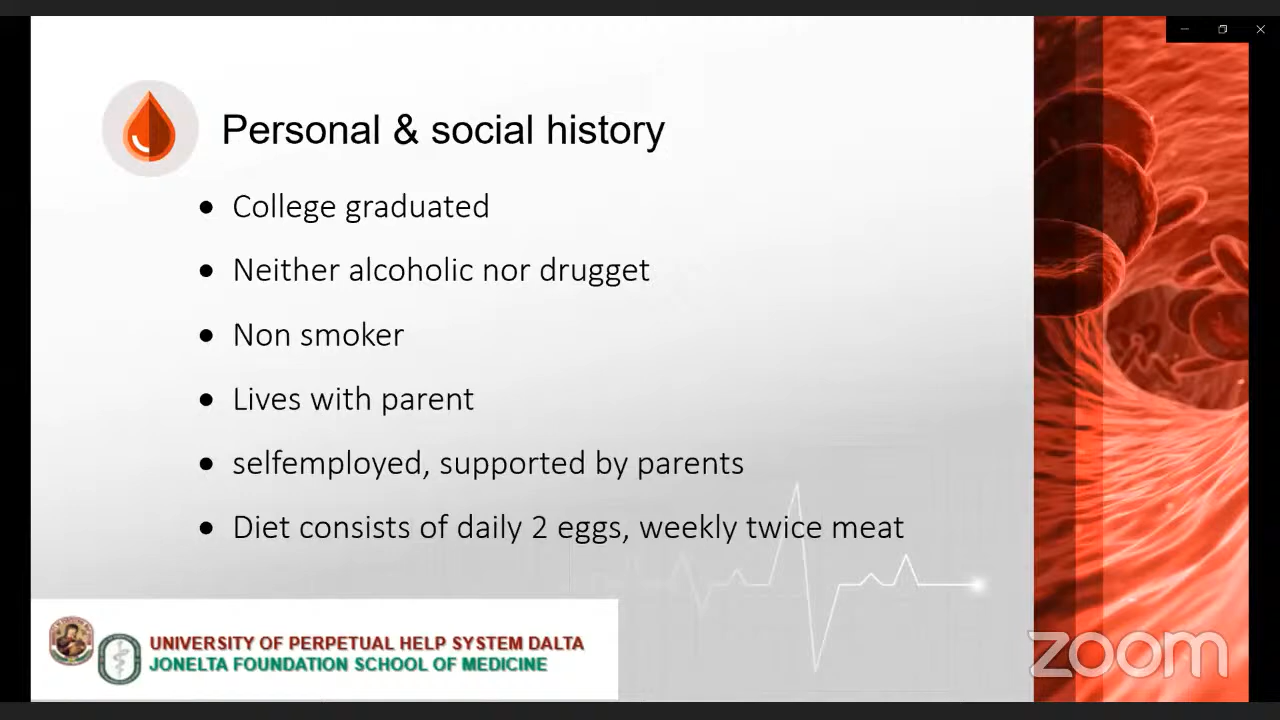 Personal & social history
• College graduated
• Neither alcoholic nor drugget
• Non smoker
• Lives with parent
• selfemployed, supported by parents
• Diet consists of daily 2 eggs, weekly twice meat
UNIVERSITY OF PERPETUAL HELP SYSTEM DALTA
JONELTA FOUNDATION SCHOOL OF MEDICINE
zoom